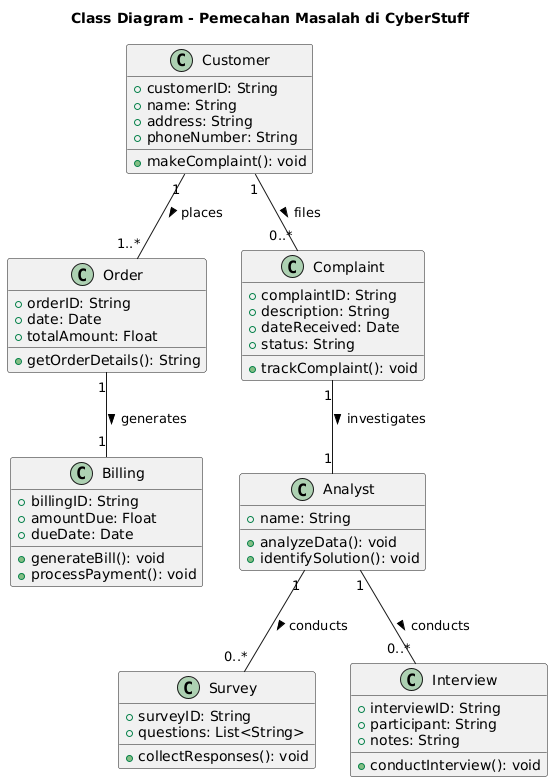 Class Diagram - Pemecahan Masalah di CyberStuff
C Customer
customerID: String
name: String
address: String
phoneNumber: String
makeComplaint(): void
1
1
places
files
1..*
0..*
C Order
orderID: String
date: Date
totalAmount: Float
getOrderDetails(): String
C Complaint
complaintID: String
description: String
dateReceived: Date
status: String
trackComplaint(): void
1
generates
1
1
investigates
1
C Billing
billingID: String
amountDue: Float
dueDate: Date
generateBill(): void
processPayment(): void
C Analyst
name: String
analyzeData(): void
identifySolution(): void
1
1
conducts
conducts
0..*
0..*
C Survey
surveyID: String
questions: List<String>
collectResponses(): void
C Interview
interviewID: String
participant: String
notes: String
conductInterview(): void